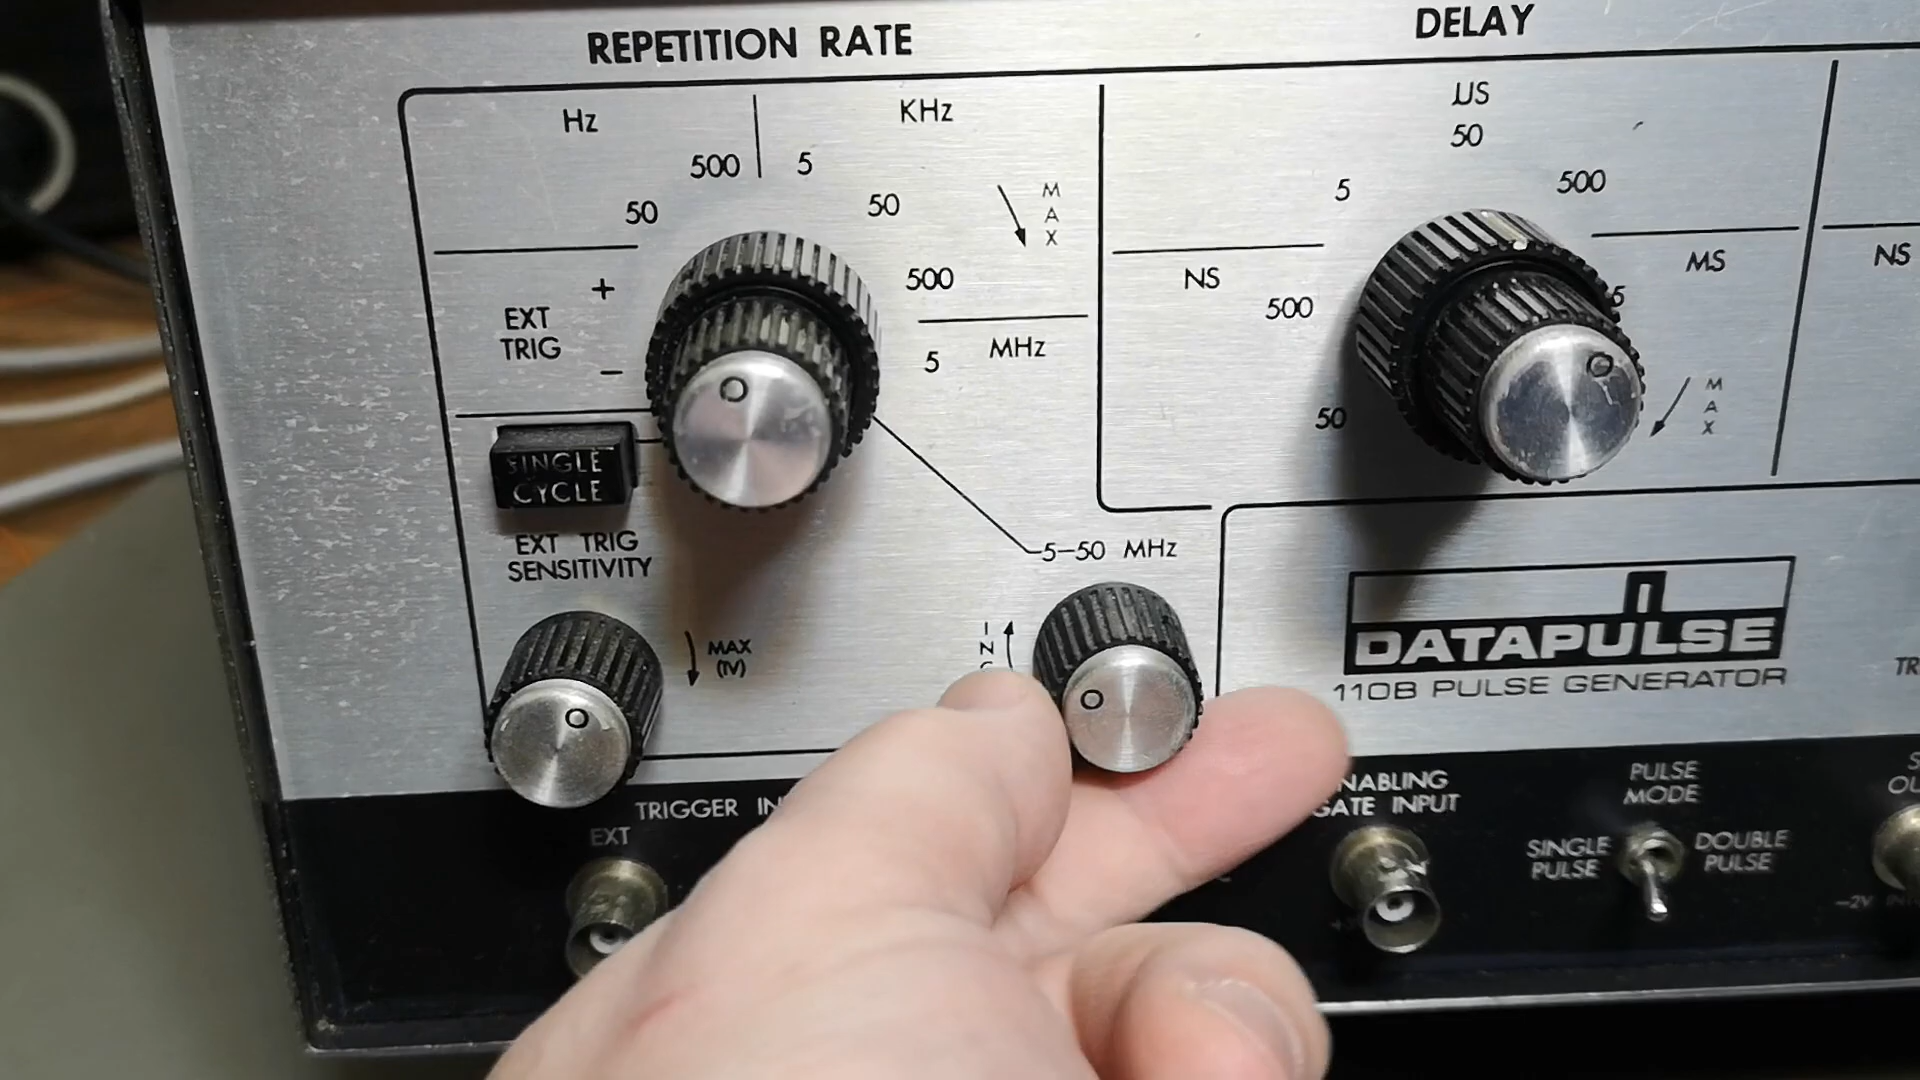 REPETITION RATE
DELAY
Hz
KHz
500
5
50
50
500
MAX
+
EXT
TRIG
−
5
MHz
5–50 MHz
SINGLE
CYCLE
EXT TRIG
SENSITIVITY
MAX
(1V)
µS
50
5
500
NS
500
50
MS
5
MAX
NS
DATAPULSE
110B PULSE GENERATOR
TRIGGER
EXT
GATE INPUT
PULSE
MODE
SINGLE
PULSE
DOUBLE
PULSE
-2V